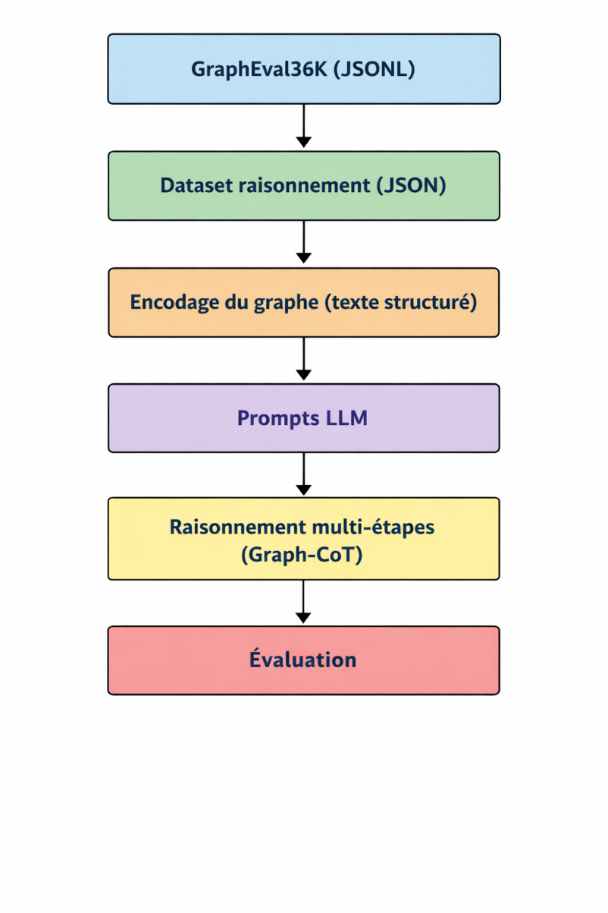 GraphEval36K (JSONL)
Dataset raisonnement (JSON)
Encodage du graphe (texte structuré)
Prompts LLM
Raisonnement multi-étapes
(Graph-CoT)
Évaluation